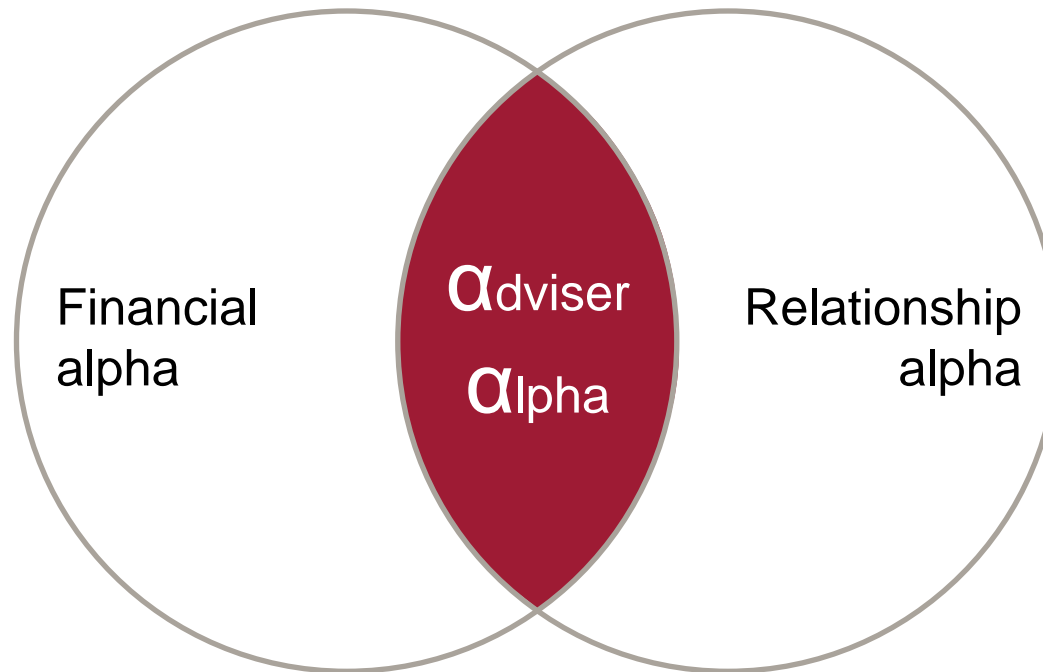 Financial
alpha
αdviser
αlpha
Relationship
alpha